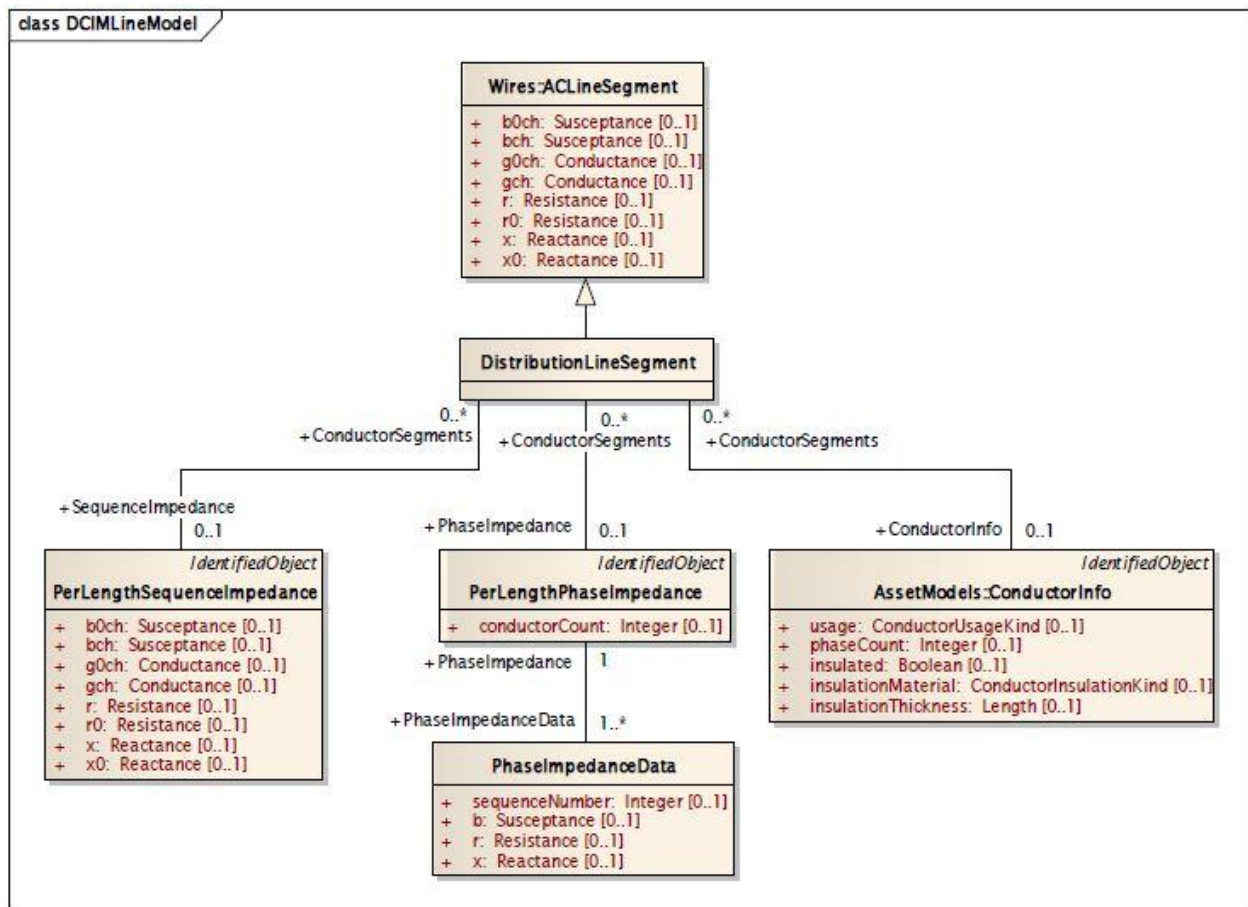 class DCIMLineModel
Wires::ACLineSegment
+ b0ch: Susceptance [0..1]
+ bch: Susceptance [0..1]
+ g0ch: Conductance [0..1]
+ gch: Conductance [0..1]
+ r: Resistance [0..1]
+ r0: Resistance [0..1]
+ x: Reactance [0..1]
+ x0: Reactance [0..1]
DistributionLineSegment
0..*
+ConductorSegments
0..*
+ConductorSegments
0..*
+ConductorSegments
+SequenceImpedance
0..1
+PhaseImpedance
0..1
+ConductorInfo
0..1
IdentifiedObject
PerLengthSequenceImpedance
+ b0ch: Susceptance [0..1]
+ bch: Susceptance [0..1]
+ g0ch: Conductance [0..1]
+ gch: Conductance [0..1]
+ r: Resistance [0..1]
+ r0: Resistance [0..1]
+ x: Reactance [0..1]
+ x0: Reactance [0..1]
IdentifiedObject
PerLengthPhaseImpedance
+ conductorCount: Integer [0..1]
+PhaseImpedance
1
+PhaseImpedanceData
1..*
PhaseImpedanceData
+ sequenceNumber: Integer [0..1]
+ b: Susceptance [0..1]
+ r: Resistance [0..1]
+ x: Reactance [0..1]
IdentifiedObject
AssetModels::ConductorInfo
+ usage: ConductorUsageKind [0..1]
+ phaseCount: Integer [0..1]
+ insulated: Boolean [0..1]
+ insulationMaterial: ConductorInsulationKind [0..1]
+ insulationThickness: Length [0..1]